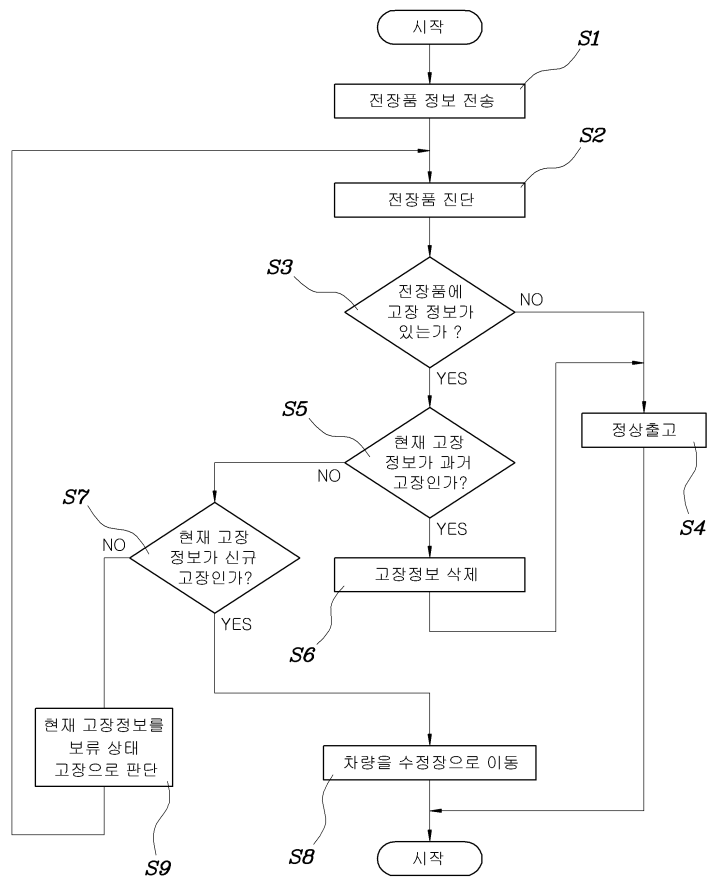 시작
S1
전장품 정보 전송
S2
전장품 진단
S3
전장품에
고장 정보가
있는가 ?
NO
YES
S5
현재 고장
정보가 과거
고장인가?
NO
YES
정상출고
S4
S7
현재 고장
정보가 신규
고장인가?
NO
YES
고장정보 삭제
S6
현재 고장정보를
보류 상태
고장으로 판단
S9
차량을 수정장으로 이동
S8
시작